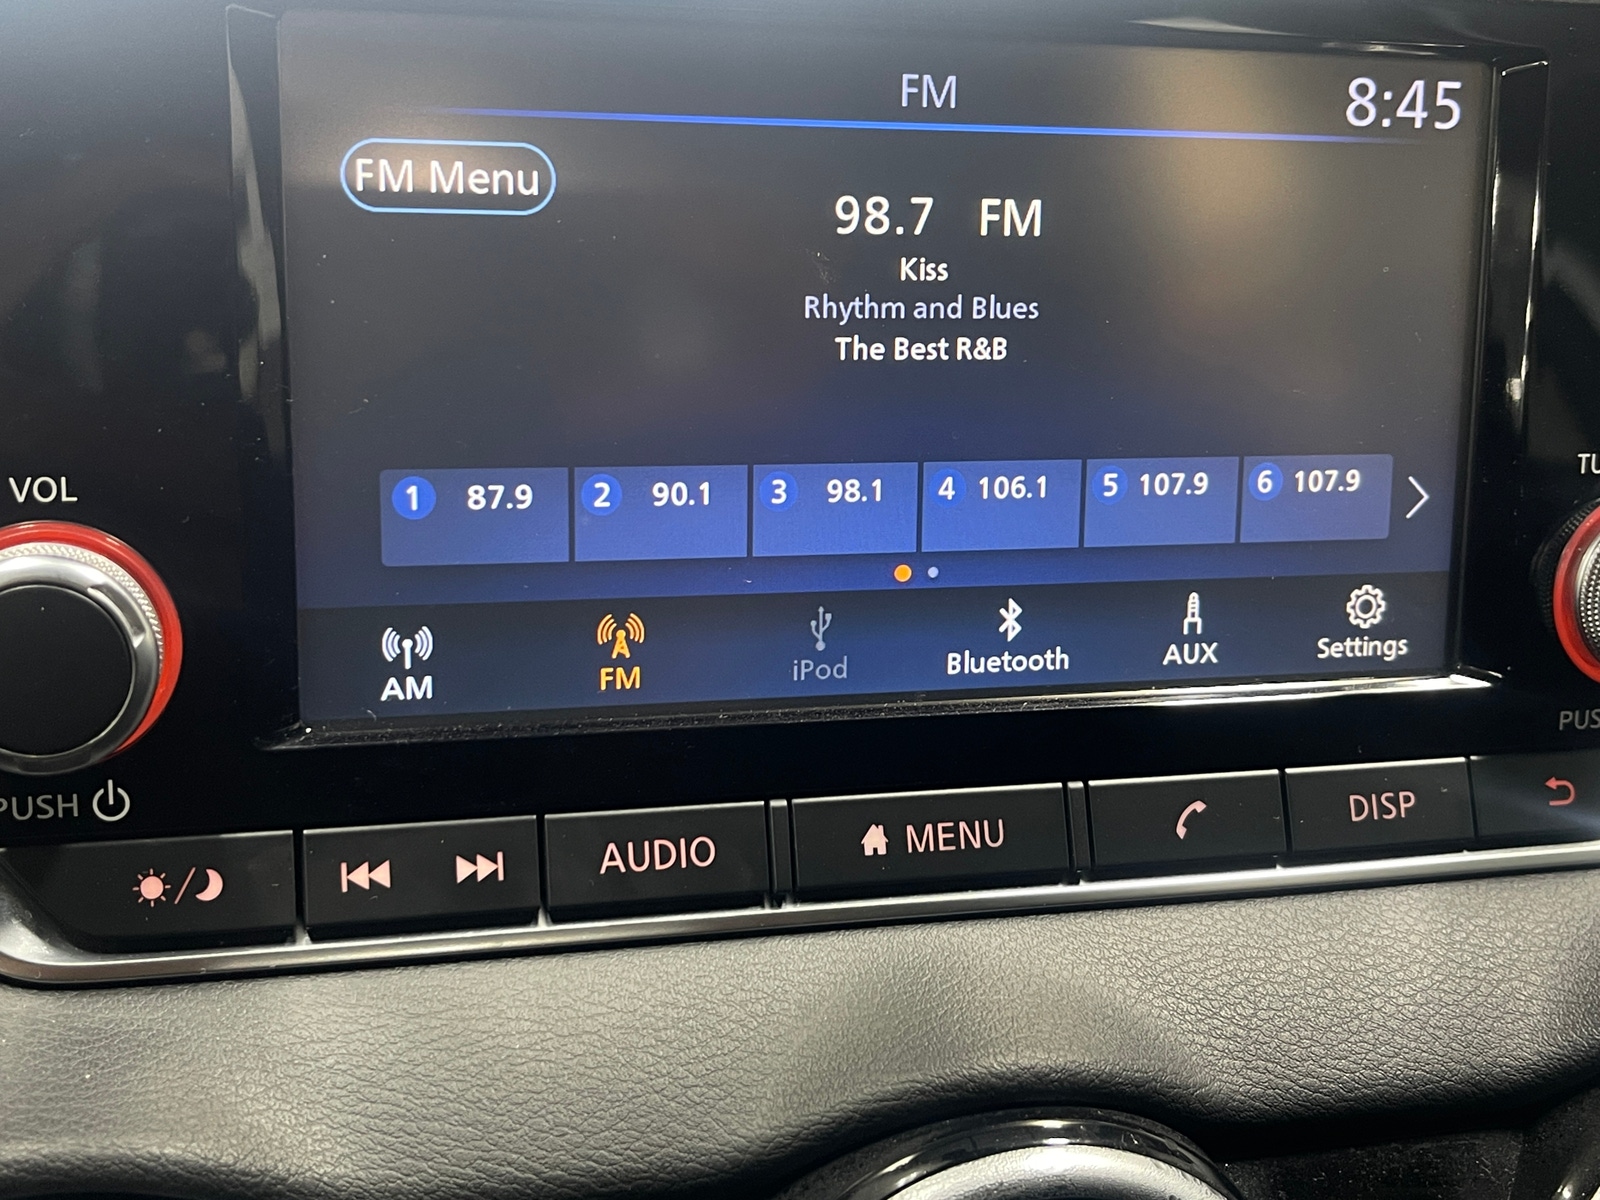 FM
8:45
FM Menu
98.7 FM
Kiss
Rhythm and Blues
The Best R&B
VOL
TU
1 87.9
2 90.1
3 98.1
4 106.1
5 107.9
6 107.9
AM
FM
iPod
Bluetooth
AUX
Settings
PUSH
PUS
AUDIO
MENU
DISP